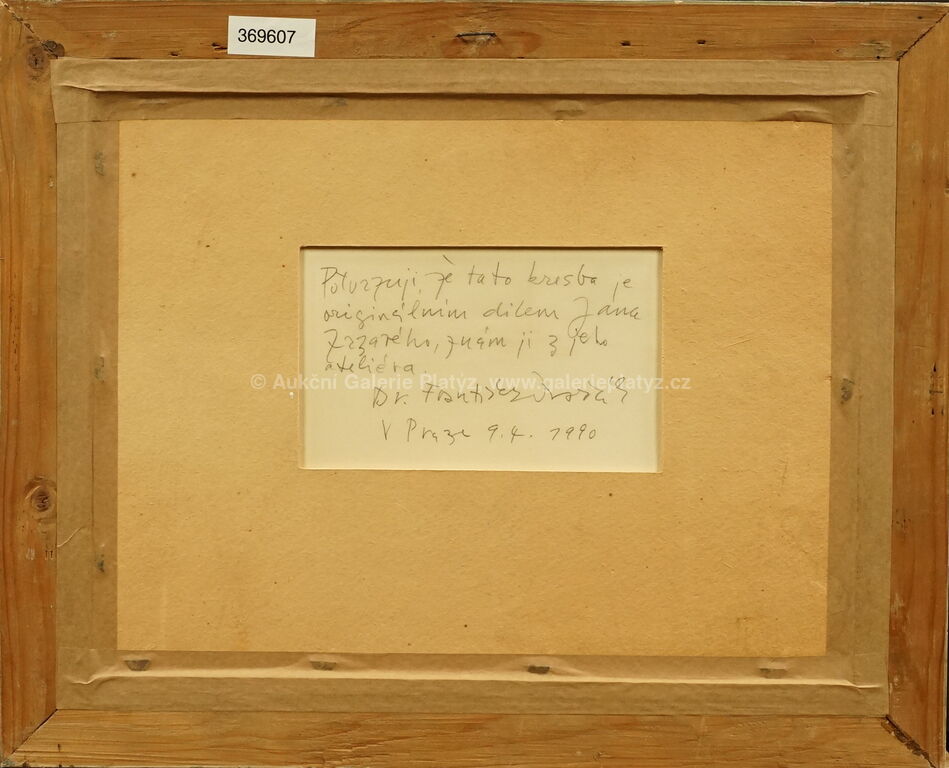 369607
Potvrzuji, že tato kresba je
originálním dílem Jana
Zrzavého, znám ji z jeho
ateliéra.
© Aukční Galerie Platýz, www.galerieplatyz.cz
Dr. František Dvořák
V Praze 9.4. 1990